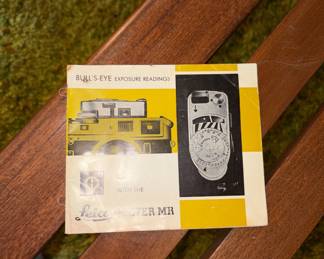 BULL'S-EYE EXPOSURE READINGS
WITH THE
Leica-METER MR